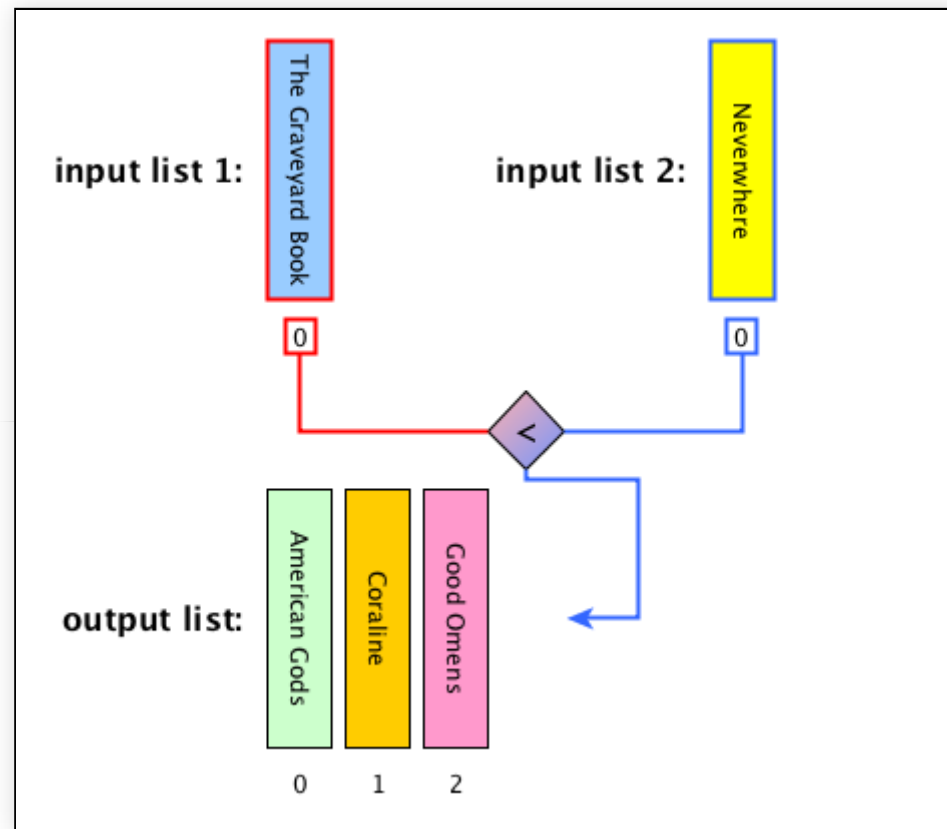 input list 1:
The Graveyard Book
input list 2:
Neverwhere
0
0
<
output list:
American Gods
Coraline
Good Omens
0
1
2